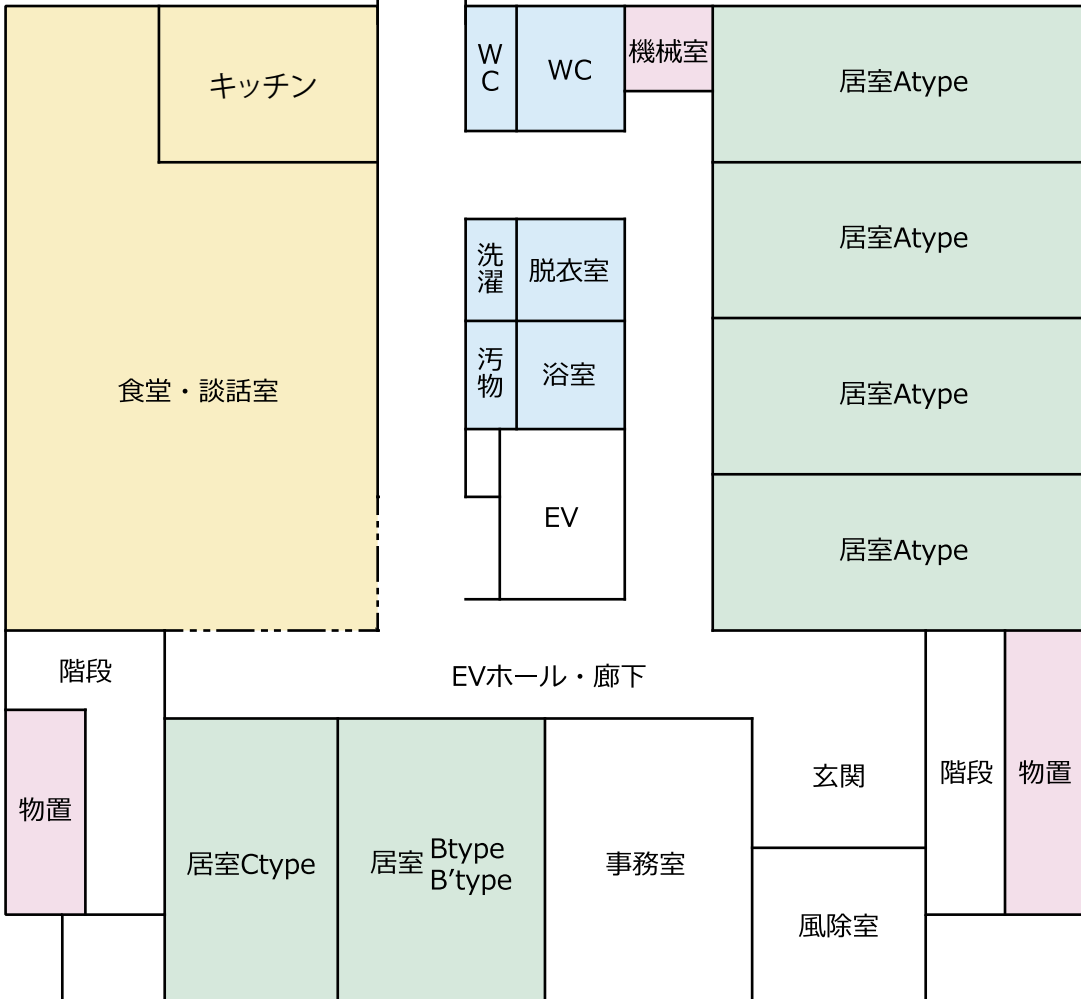 キッチン
WC
WC
機械室
居室Atype
居室Atype
洗濯
脱衣室
汚物
浴室
食堂・談話室
居室Atype
EV
居室Atype
階段
EVホール・廊下
玄関
階段
物置
物置
居室Ctype
居室
Btype
B’type
事務室
風除室